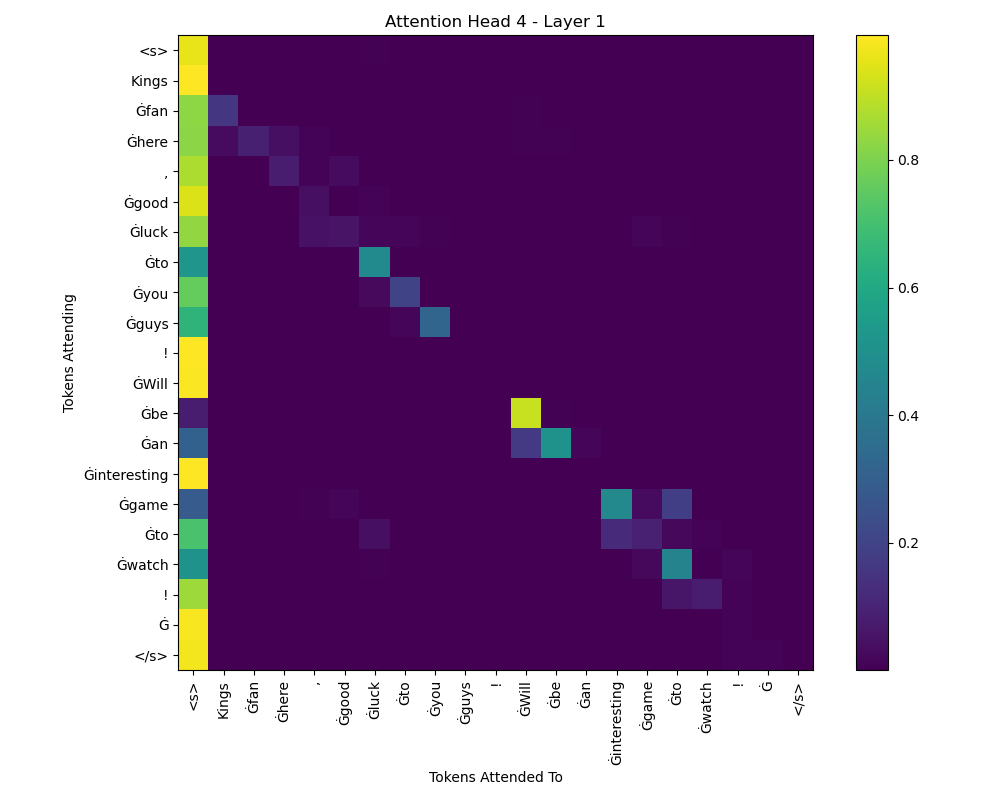 Attention Head 4 - Layer 1
Tokens Attending
<s>
Kings
Ġfan
Ġhere
,
Ġgood
Ġluck
Ġto
Ġyou
Ġguys
!
ĠWill
Ġbe
Ġan
Ġinteresting
Ġgame
Ġto
Ġwatch
!
Ġ
</s>
<s>
Kings
Ġfan
Ġhere
,
Ġgood
Ġluck
Ġto
Ġyou
Ġguys
!
ĠWill
Ġbe
Ġan
Ġinteresting
Ġgame
Ġto
Ġwatch
!
Ġ
</s>
Tokens Attended To
0.8
0.6
0.4
0.2